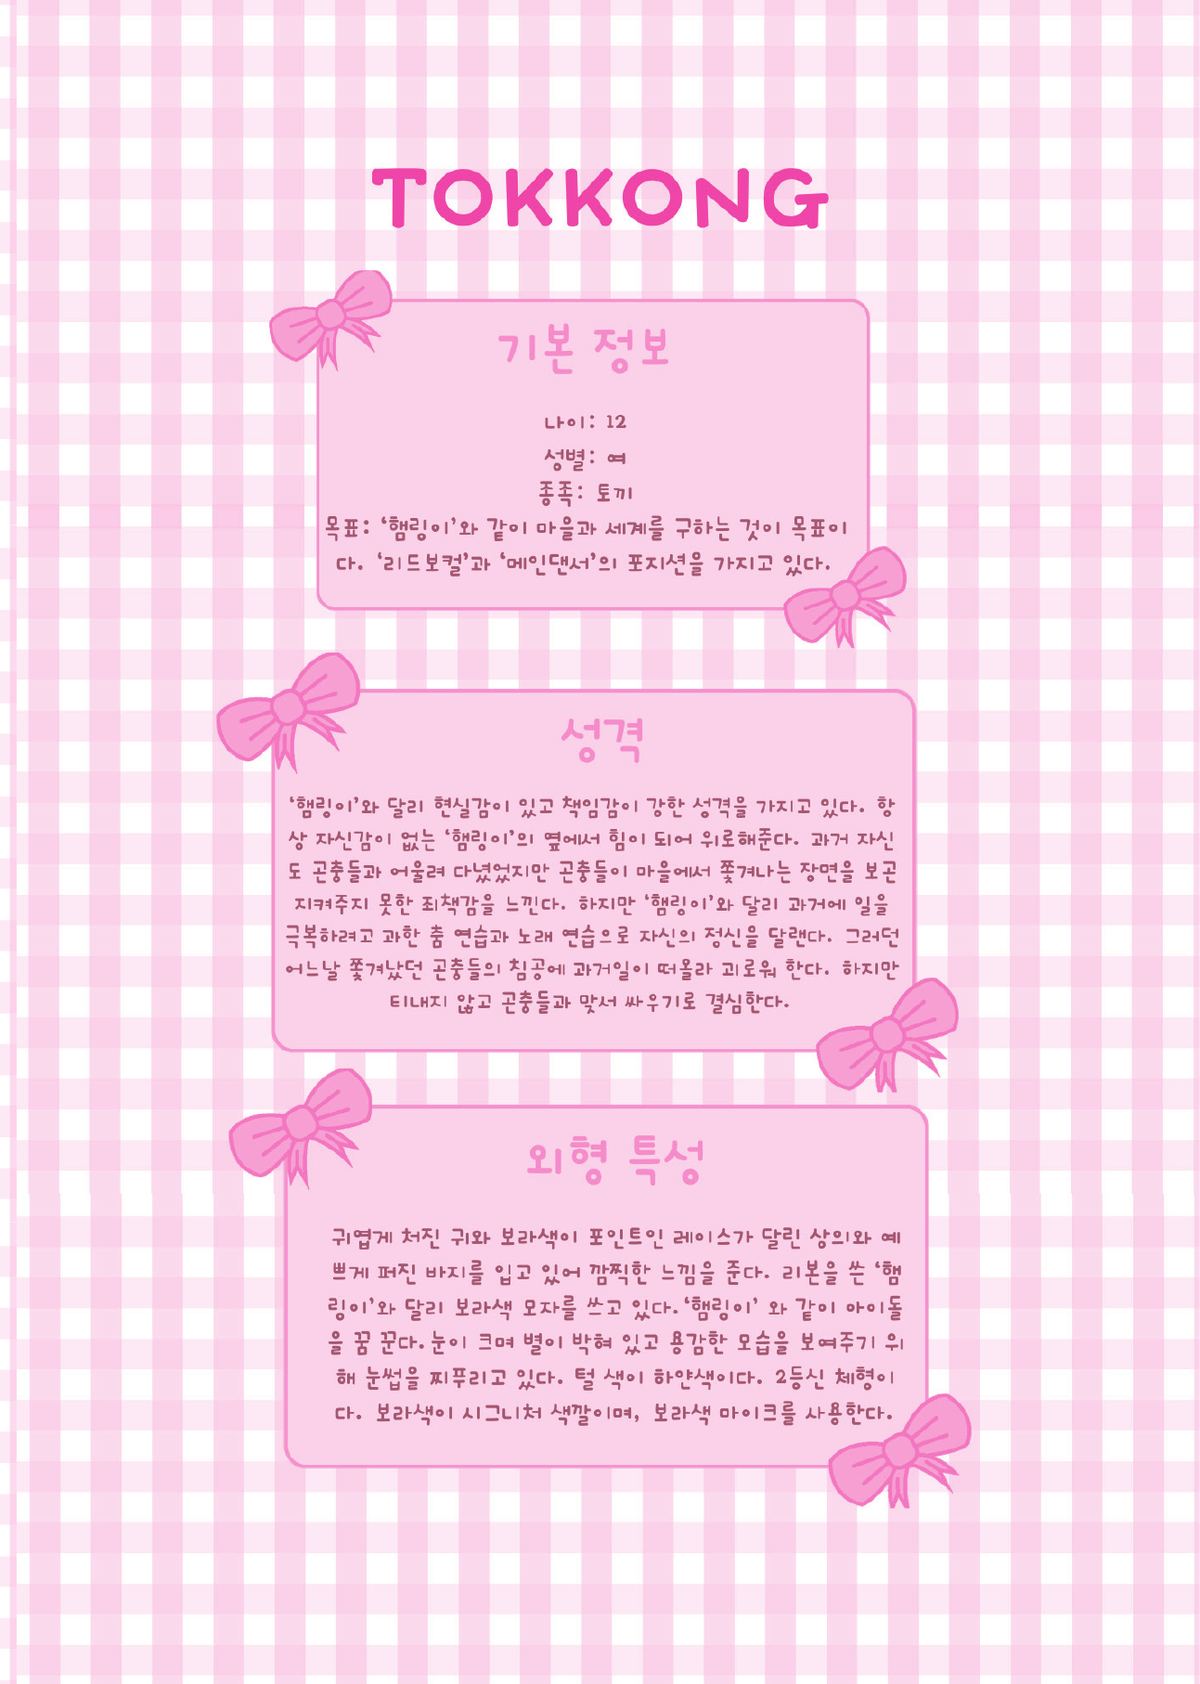 TOKKONG
기본 정보
나이: 12
성별: 여
종족: 토끼
목표: ‘햄링이’와 같이 마을과 세계를 구하는 것이 목표이
다. ‘리드보컬’과 ‘메인댄서’의 포지션을 가지고 있다.
성격
‘햄링이’와 달리 현실감이 있고 책임감이 강한 성격을 가지고 있다. 항
상 자신감이 없는 ‘햄링이’의 옆에서 힘이 되어 위로해준다. 과거 자신
도 곤충들과 어울려 다녔었지만 곤충들이 마을에서 쫓겨나는 장면을 보곤
지켜주지 못한 죄책감을 느낀다. 하지만 ‘햄링이’와 달리 과거에 일을
극복하려고 과한 춤 연습과 노래 연습으로 자신의 정신을 달랜다. 그러던
어느날 쫓겨났던 곤충들의 침공에 과거일이 떠올라 괴로워 한다. 하지만
티내지 않고 곤충들과 맞서 싸우기로 결심한다.
외형 특성
귀엽게 처진 귀와 보라색이 포인트인 레이스가 달린 상의와 예
쁘게 퍼진 바지를 입고 있어 깜찍한 느낌을 준다. 리본을 쓴 ‘햄
링이’와 달리 보라색 모자를 쓰고 있다. ‘햄링이’ 와 같이 아이돌
을 꿈 꾼다. 눈이 크며 별이 박혀 있고 용감한 모습을 보여주기 위
해 눈썹을 찌푸리고 있다. 털 색이 하얀색이다. 2등신 체형이
다. 보라색이 시그니처 색깔이며, 보라색 마이크를 사용한다.